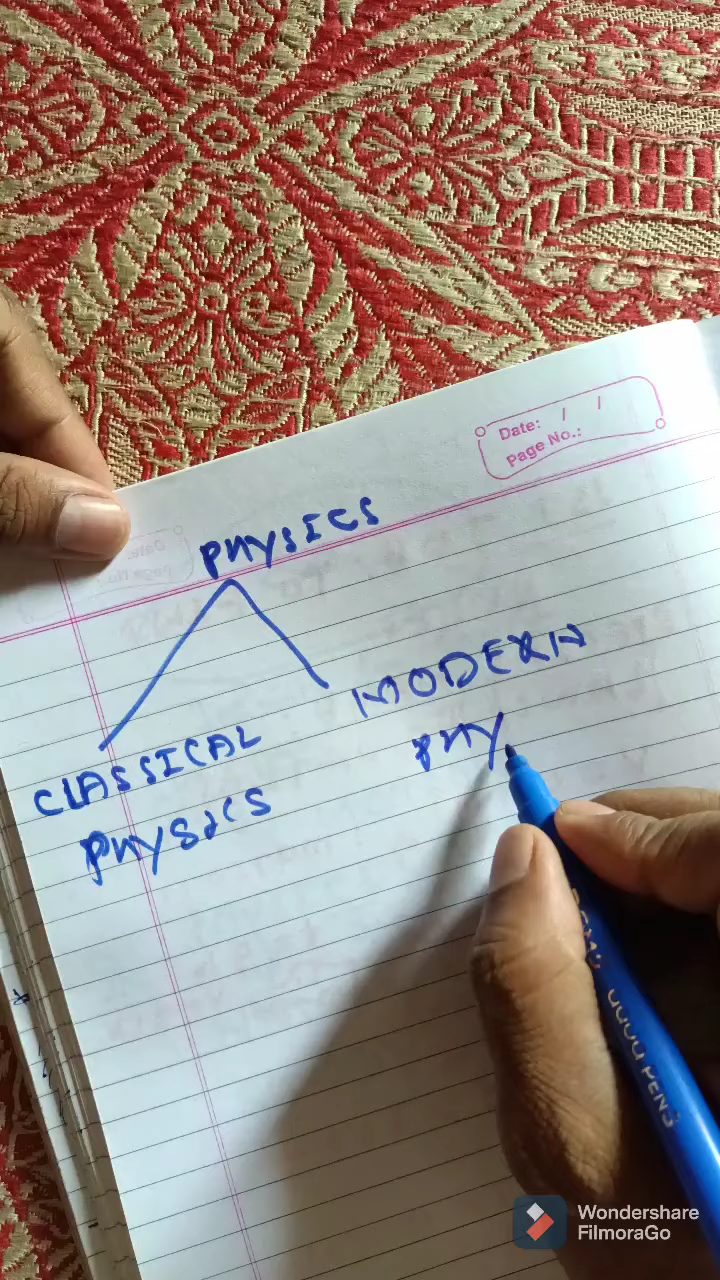 Date: / /
Page No.:
PHYSICS
CLASSICAL
PHYSICS
MODERN
PHY
Wondershare
FilmoraGo